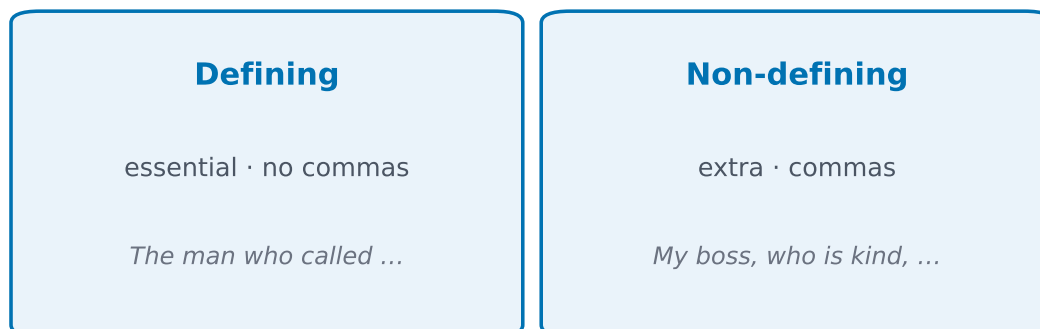 Defining
essential · no commas
The man who called …
Non-defining
extra · commas
My boss, who is kind, …